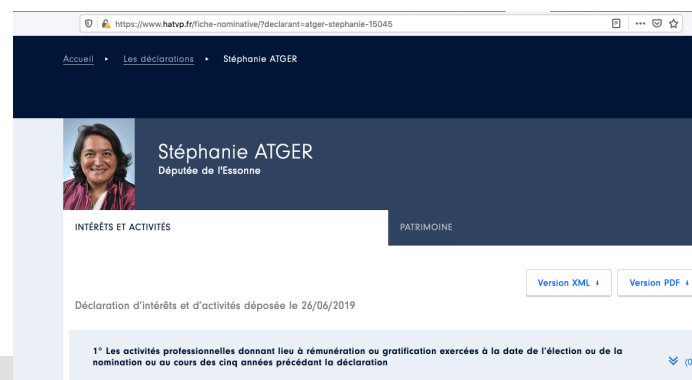 https://www.hatvp.fr/fiche-nominative/?declarant=atger-stephanie-15045
Accueil ▸ Les déclarations ▸ Stéphanie ATGER
Stéphanie ATGER
Députée de l'Essonne
INTÉRÊTS ET ACTIVITÉS PATRIMOINE
Version XML Version PDF
Déclaration d'intérêts et d'activités déposée le 26/06/2019
1° Les activités professionnelles donnant lieu à rémunération ou gratification exercées à la date de l'élection ou de la
nomination ou au cours des cinq années précédant la déclaration